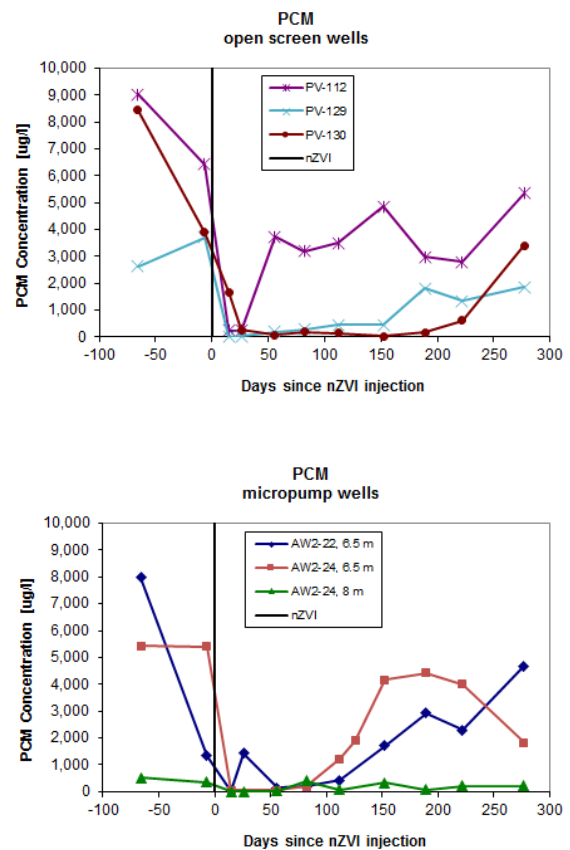 PCM
open screen wells
10,000
9,000
8,000
7,000
6,000
5,000
4,000
3,000
2,000
1,000
0
PCM Concentration [ug/l]
PV-112
PV-129
PV-130
nZVI
-100 -50 0 50 100 150 200 250 300
Days since nZVI injection
PCM
micropump wells
10,000
9,000
8,000
7,000
6,000
5,000
4,000
3,000
2,000
1,000
0
PCM Concentration [ug/l]
AW2-22, 6.5 m
AW2-24, 6.5 m
AW2-24, 8 m
nZVI
-100 -50 0 50 100 150 200 250 300
Days since nZVI injection